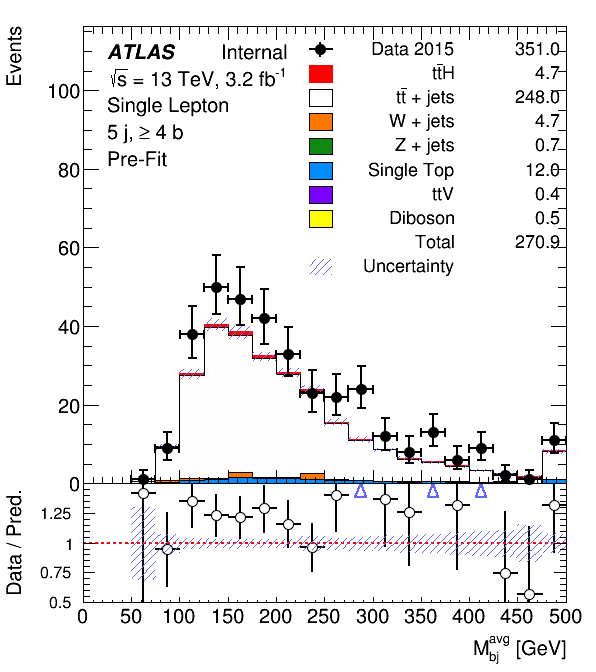 Events
ATLAS Internal
√s = 13 TeV, 3.2 fb⁻¹
Single Lepton
5 j, ≥ 4 b
Pre-Fit
Data 2015 351.0
tt̄H 4.7
tt̄ + jets 248.0
W + jets 4.7
Z + jets 0.7
Single Top 12.0
ttV 0.4
Diboson 0.5
Total 270.9
Uncertainty
100
80
60
40
20
0
Data / Pred.
1.25
1
0.75
0.5
0 50 100 150 200 250 300 350 400 450 500
M_bj^avg [GeV]